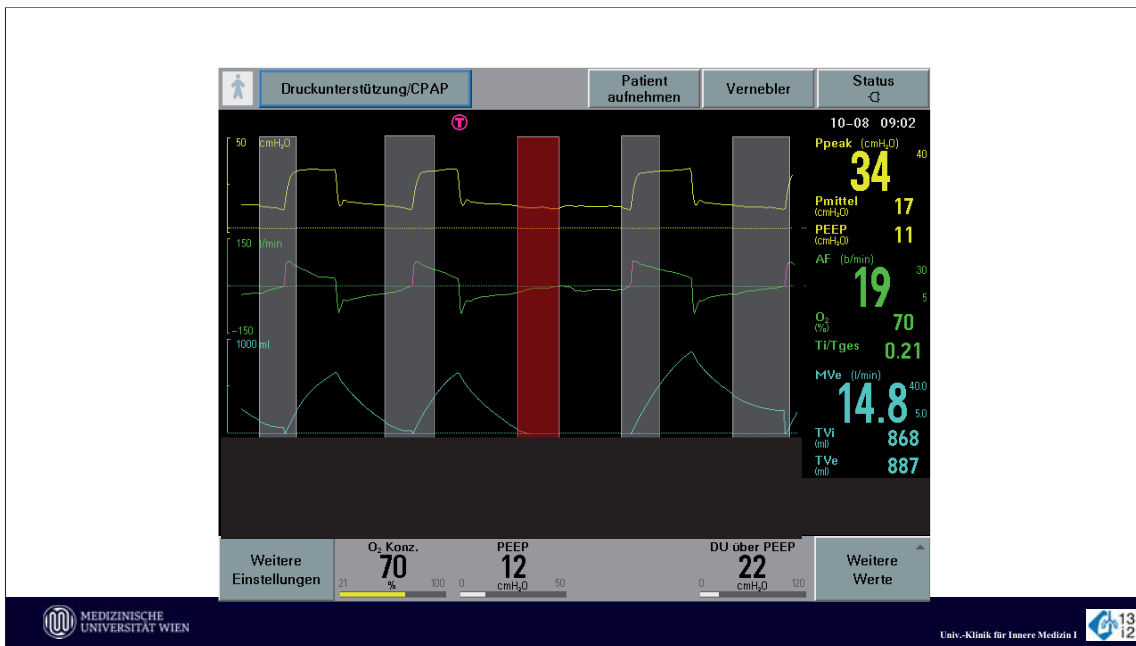 Druckunterstützung/CPAP
Patient
aufnehmen
Vernebler
Status
T
10-08 09:02
50 cmH₂O
Ppeak (cmH₂O)
40
34
Pmittel
(cmH₂O)
17
PEEP
(cmH₂O)
11
150 l/min
AF (b/min)
30
19
5
O₂
(%)
70
-150
1000 ml
Ti/Tges
0.21
MVe (l/min)
40.0
14.8
5.0
TVi
(ml)
868
TVe
(ml)
887
Weitere
Einstellungen
O₂ Konz.
70
21 % 100
PEEP
12
0 cmH₂O 50
DU über PEEP
22
0 cmH₂O 120
Weitere
Werte
MEDIZINISCHE
UNIVERSITÄT WIEN
Univ.-Klinik für Innere Medizin I
13
i2